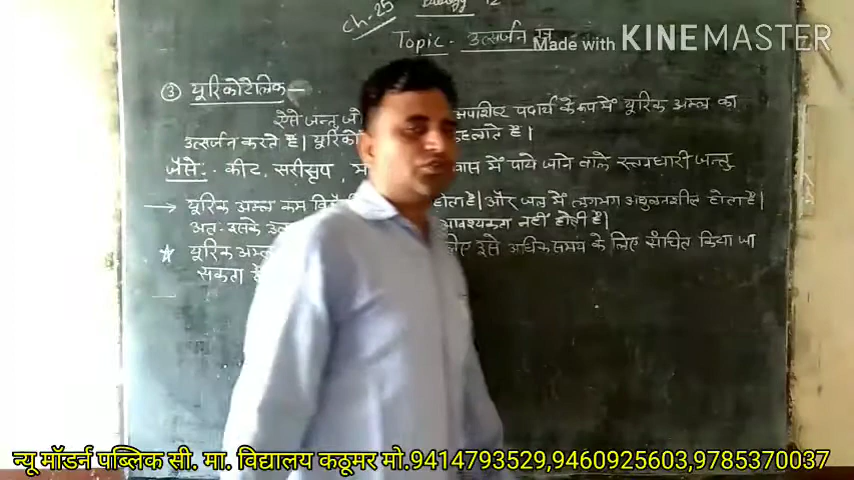 Ch-25 Biology 12
Topic - उत्सर्जन तंत्र
Made with KINEMASTER
③ यूरिकोटैलिक -
ऐसे जन्तु जो अपशिष्ट पदार्थ के रूप में यूरिक अम्ल का
उत्सर्जन करते है। यूरिको कहलाते है।
जैसे:- कीट, सरीसृप, में पाये जाने वाले स्तनधारी जन्तु
→ यूरिक अम्ल कम होता है। और जल में लगभग अघुलनशील होता है।
अतः इसके आवश्यकता नहीं होती है।
★ यूरिक अम्ल इसे अधिक समय के लिए संचित किया जा
सकता है
न्यू मॉडर्न पब्लिक सी. मा. विद्यालय कठूमर मो.9414793529,9460925603,9785370037